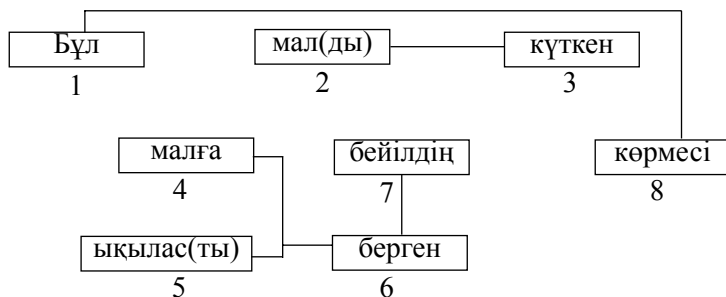 Бұл мал(ды) күткен
1 2 3
малға бейілдің көрмесі
4 7 8
ықылас(ты) берген
5 6